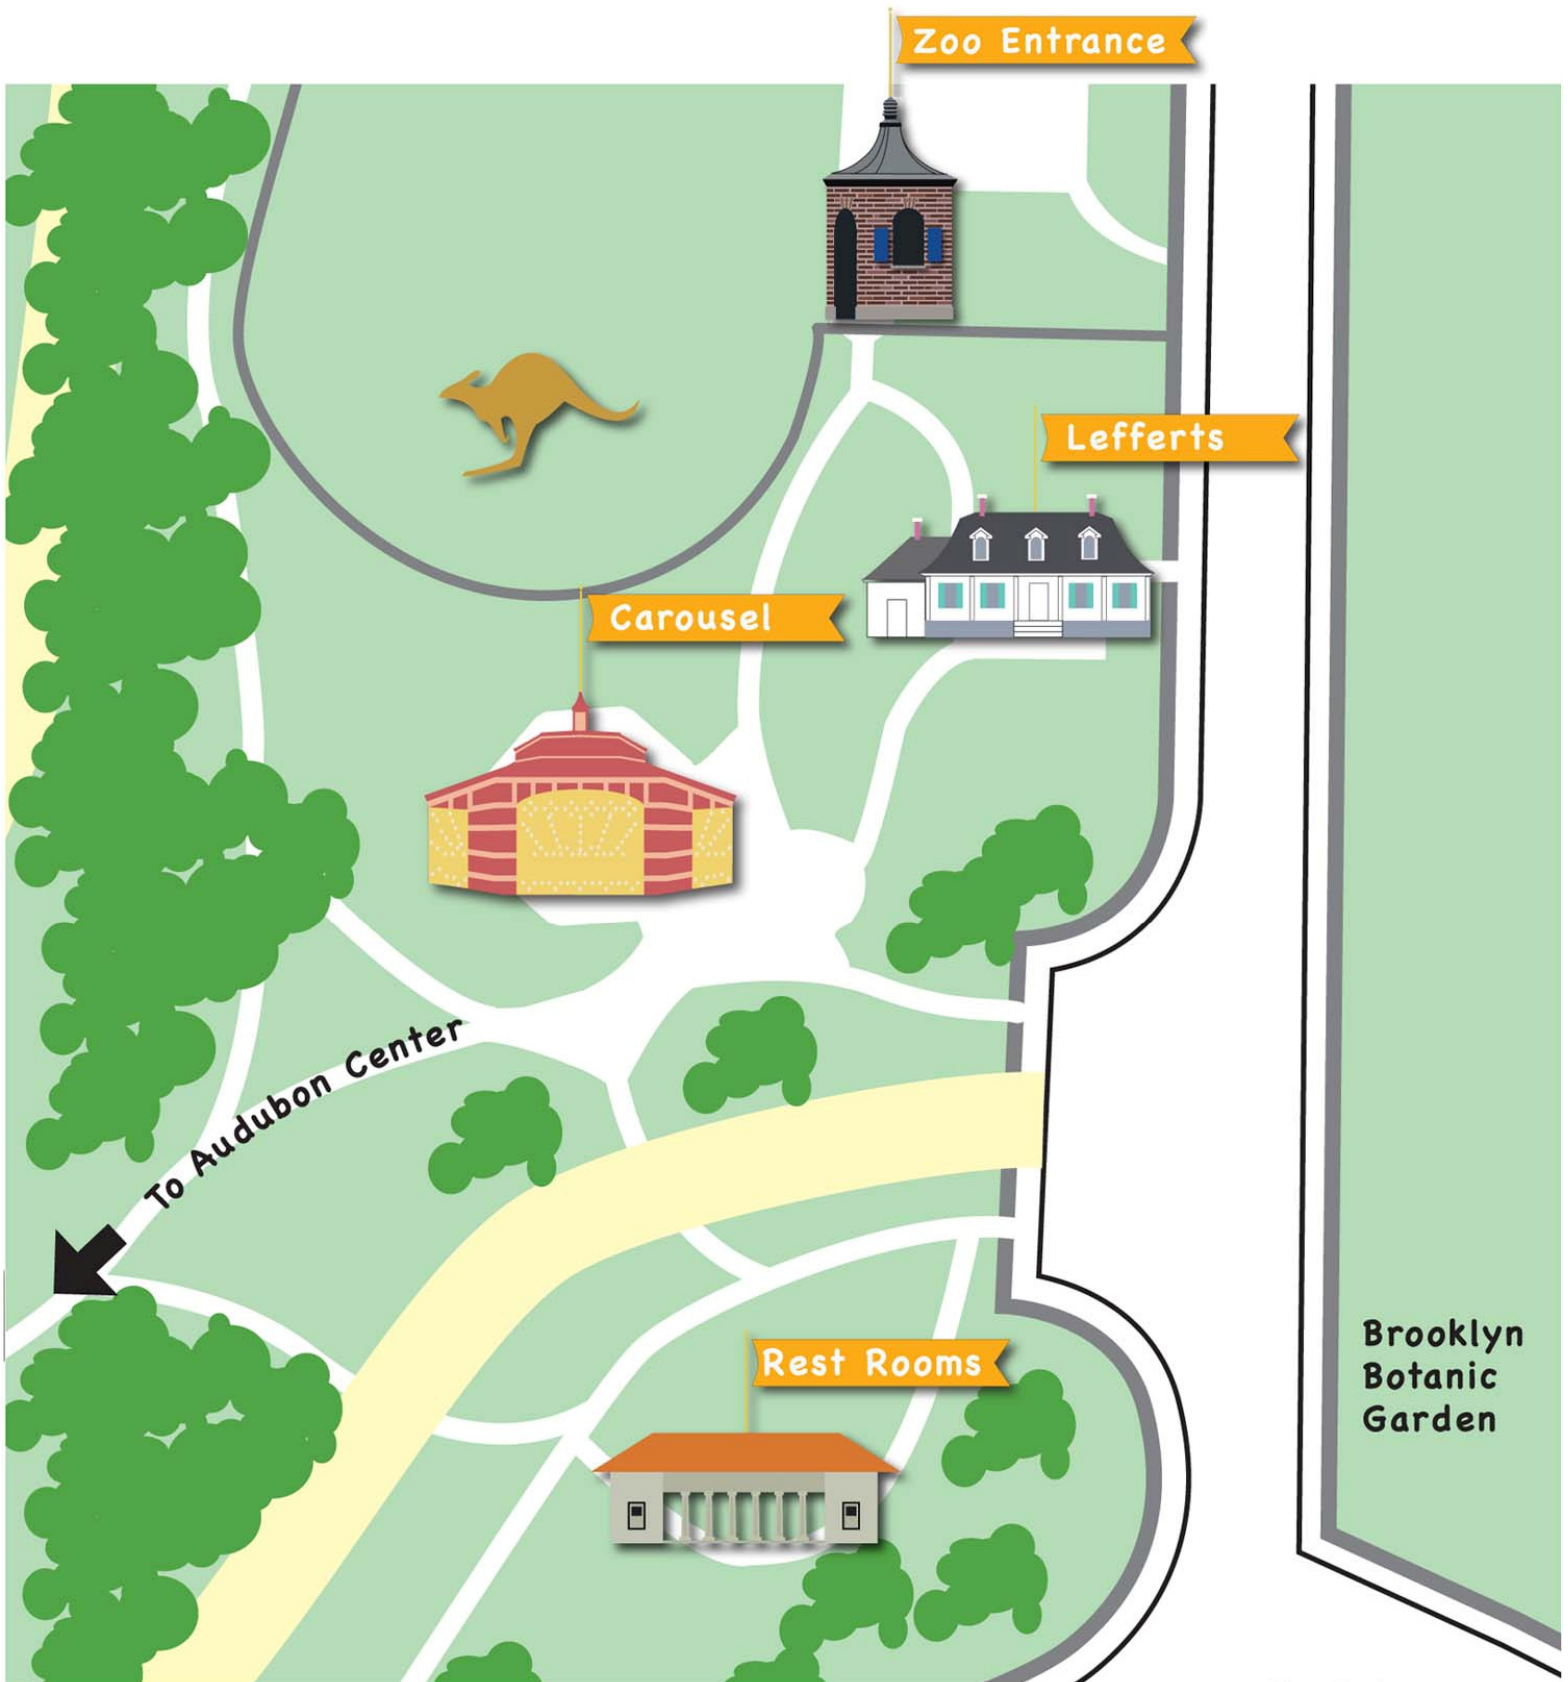 Zoo Entrance
Lefferts
Carousel
To Audubon Center
Rest Rooms
Brooklyn
Botanic
Garden